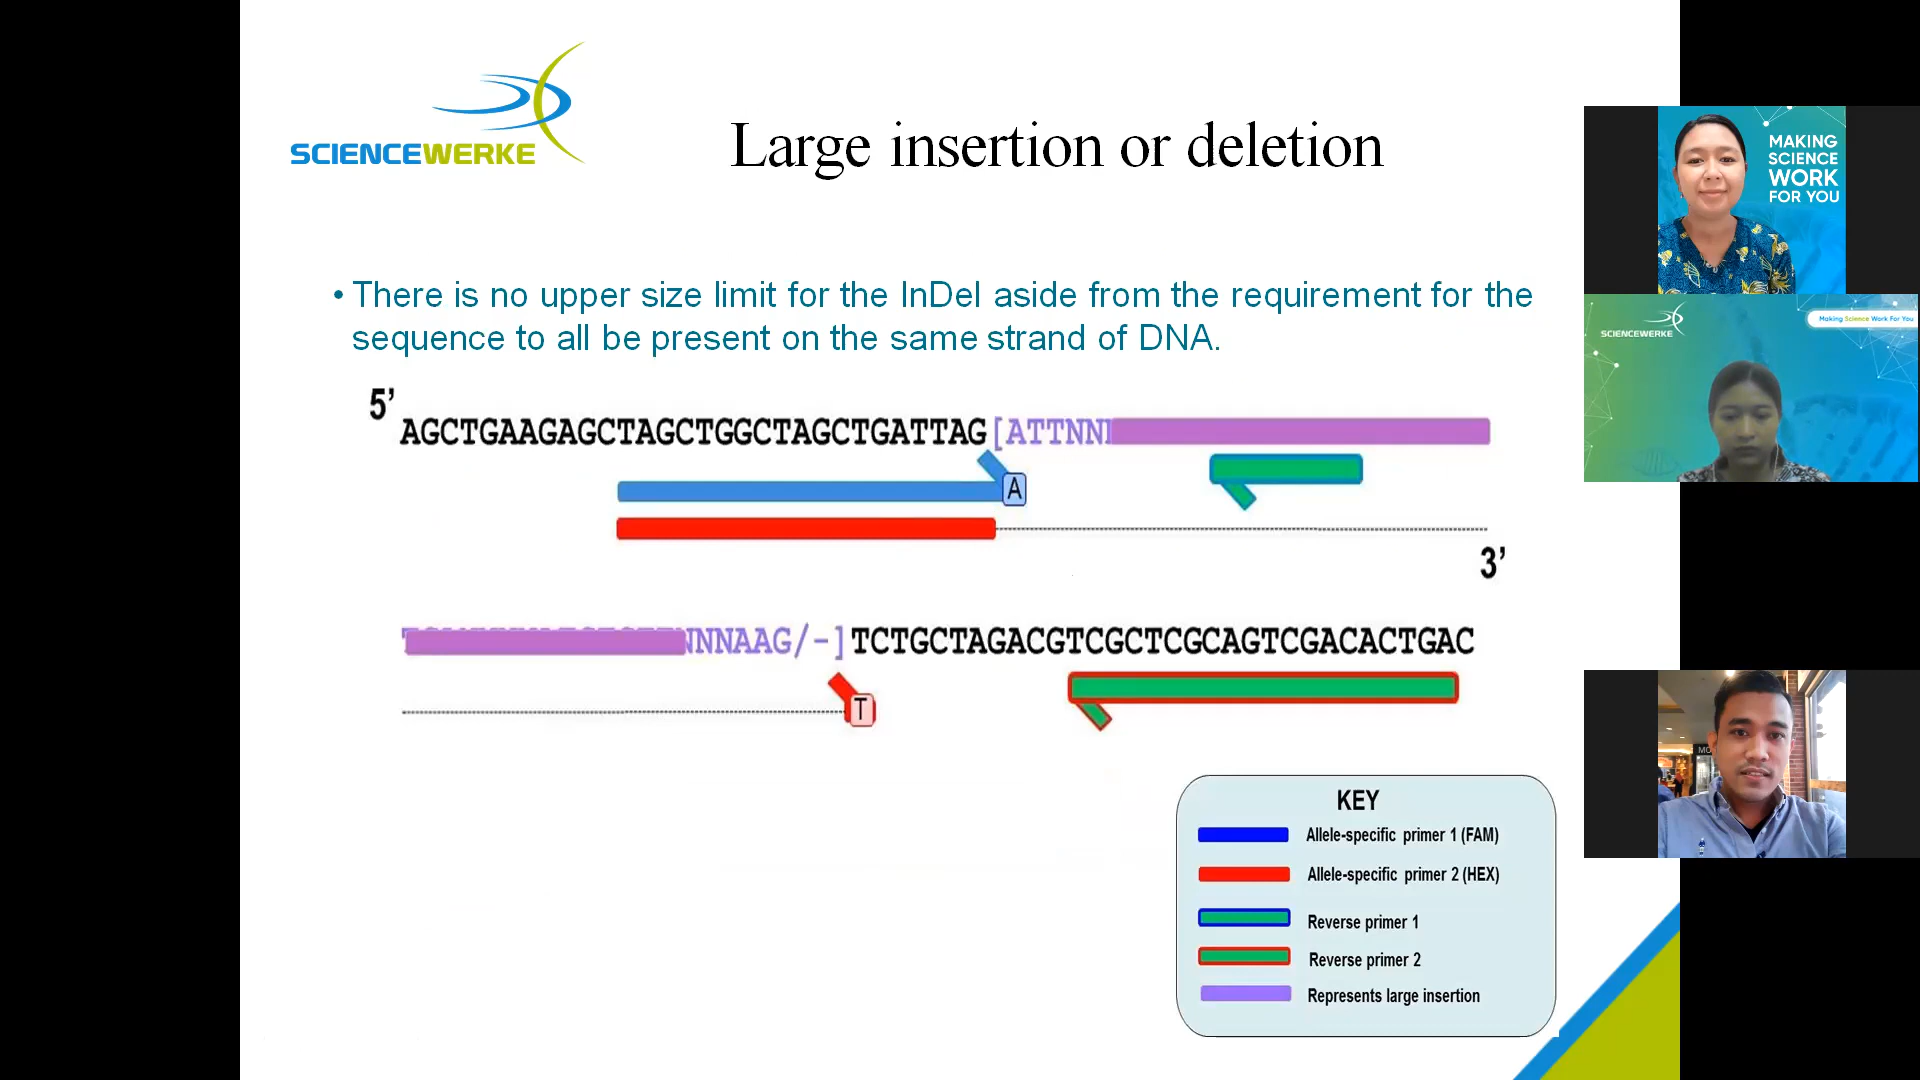 SCIENCEWERKE
Large insertion or deletion
• There is no upper size limit for the InDel aside from the requirement for the
sequence to all be present on the same strand of DNA.
5’
AGCTGAAGAGCTAGCTGGCTAGCTGATTAG[ATTNN
A
3’
NNNAAG/-]TCTGCTAGACGTCGCTCGCAGTCGACACTGAC
T
KEY
Allele-specific primer 1 (FAM)
Allele-specific primer 2 (HEX)
Reverse primer 1
Reverse primer 2
Represents large insertion
MAKING
SCIENCE
WORK
FOR YOU
SCIENCEWERKE
Making Science Work For You